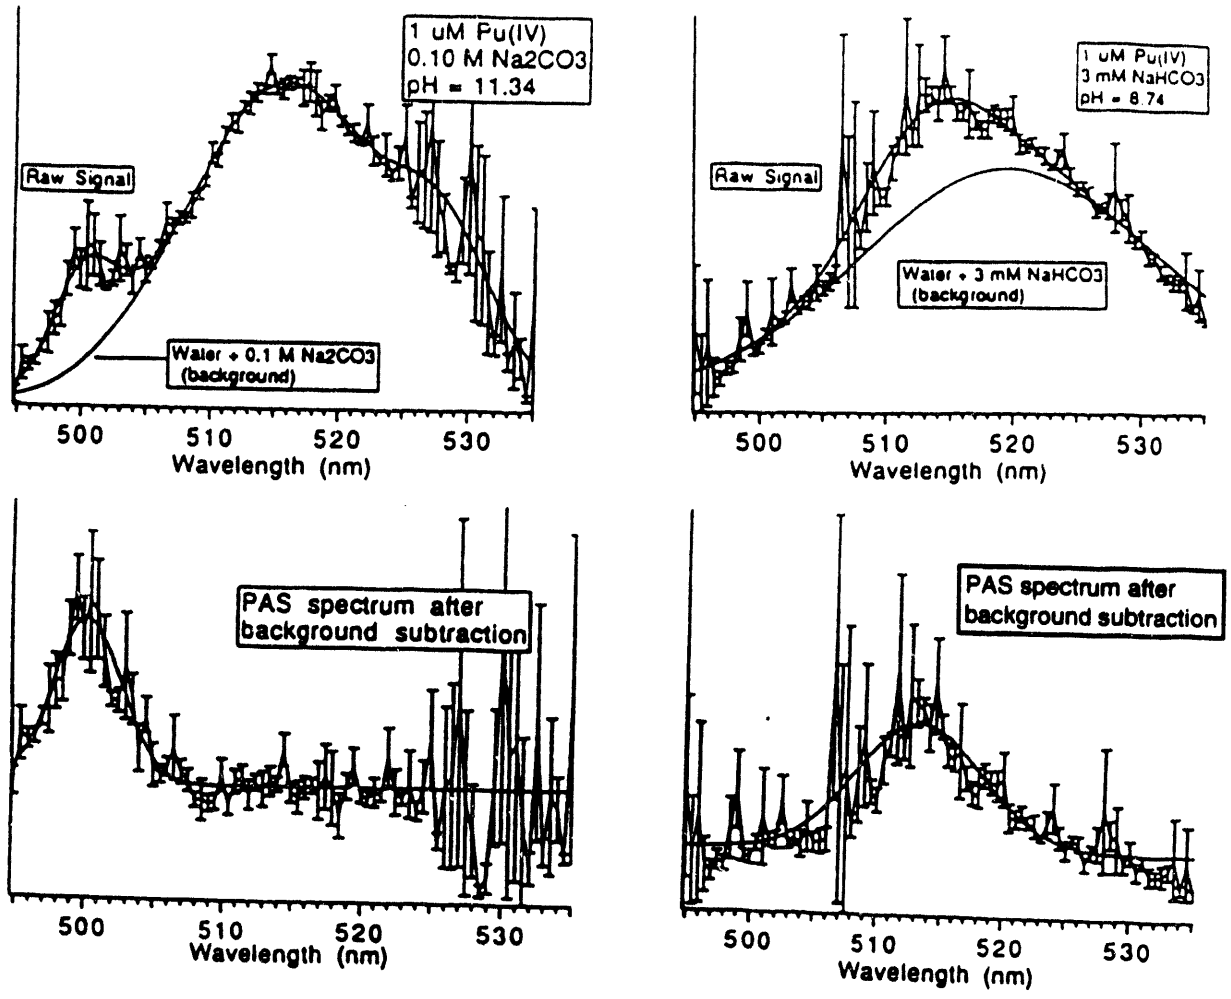 1 uM Pu(IV)
0.10 M Na2CO3
pH = 11.34
Raw Signal
Water + 0.1 M Na2CO3
(background)
500 510 520 530
Wavelength (nm)
1 uM Pu(IV)
3 mM NaHCO3
pH = 8.74
Raw Signal
Water + 3 mM NaHCO3
(background)
500 510 520 530
Wavelength (nm)
PAS spectrum after
background subtraction
500 510 520 530
Wavelength (nm)
PAS spectrum after
background subtraction
500 510 520 530
Wavelength (nm)